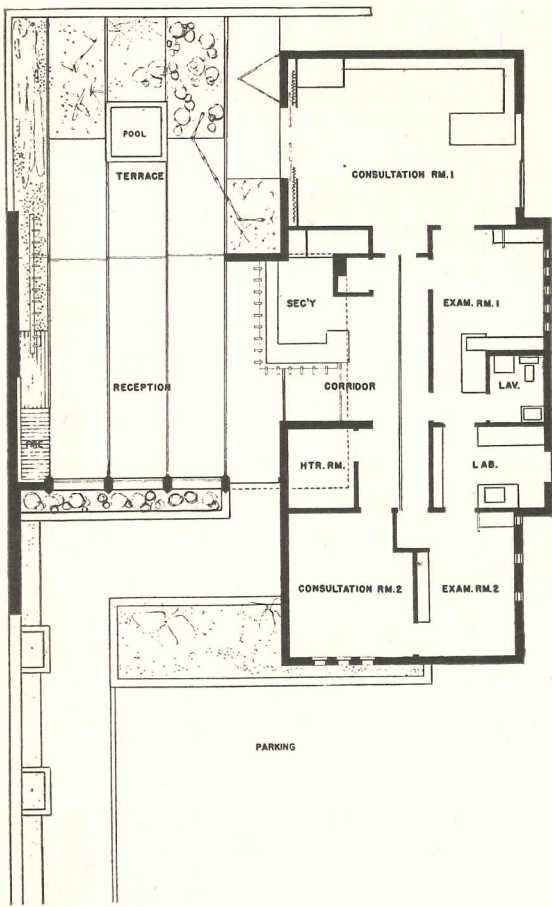 POOL
TERRACE
CONSULTATION RM. 1
SEC'Y
EXAM. RM. 1
RECEPTION
CORRIDOR
LAV.
HTR. RM.
LAB.
CONSULTATION RM. 2
EXAM. RM. 2
PARKING